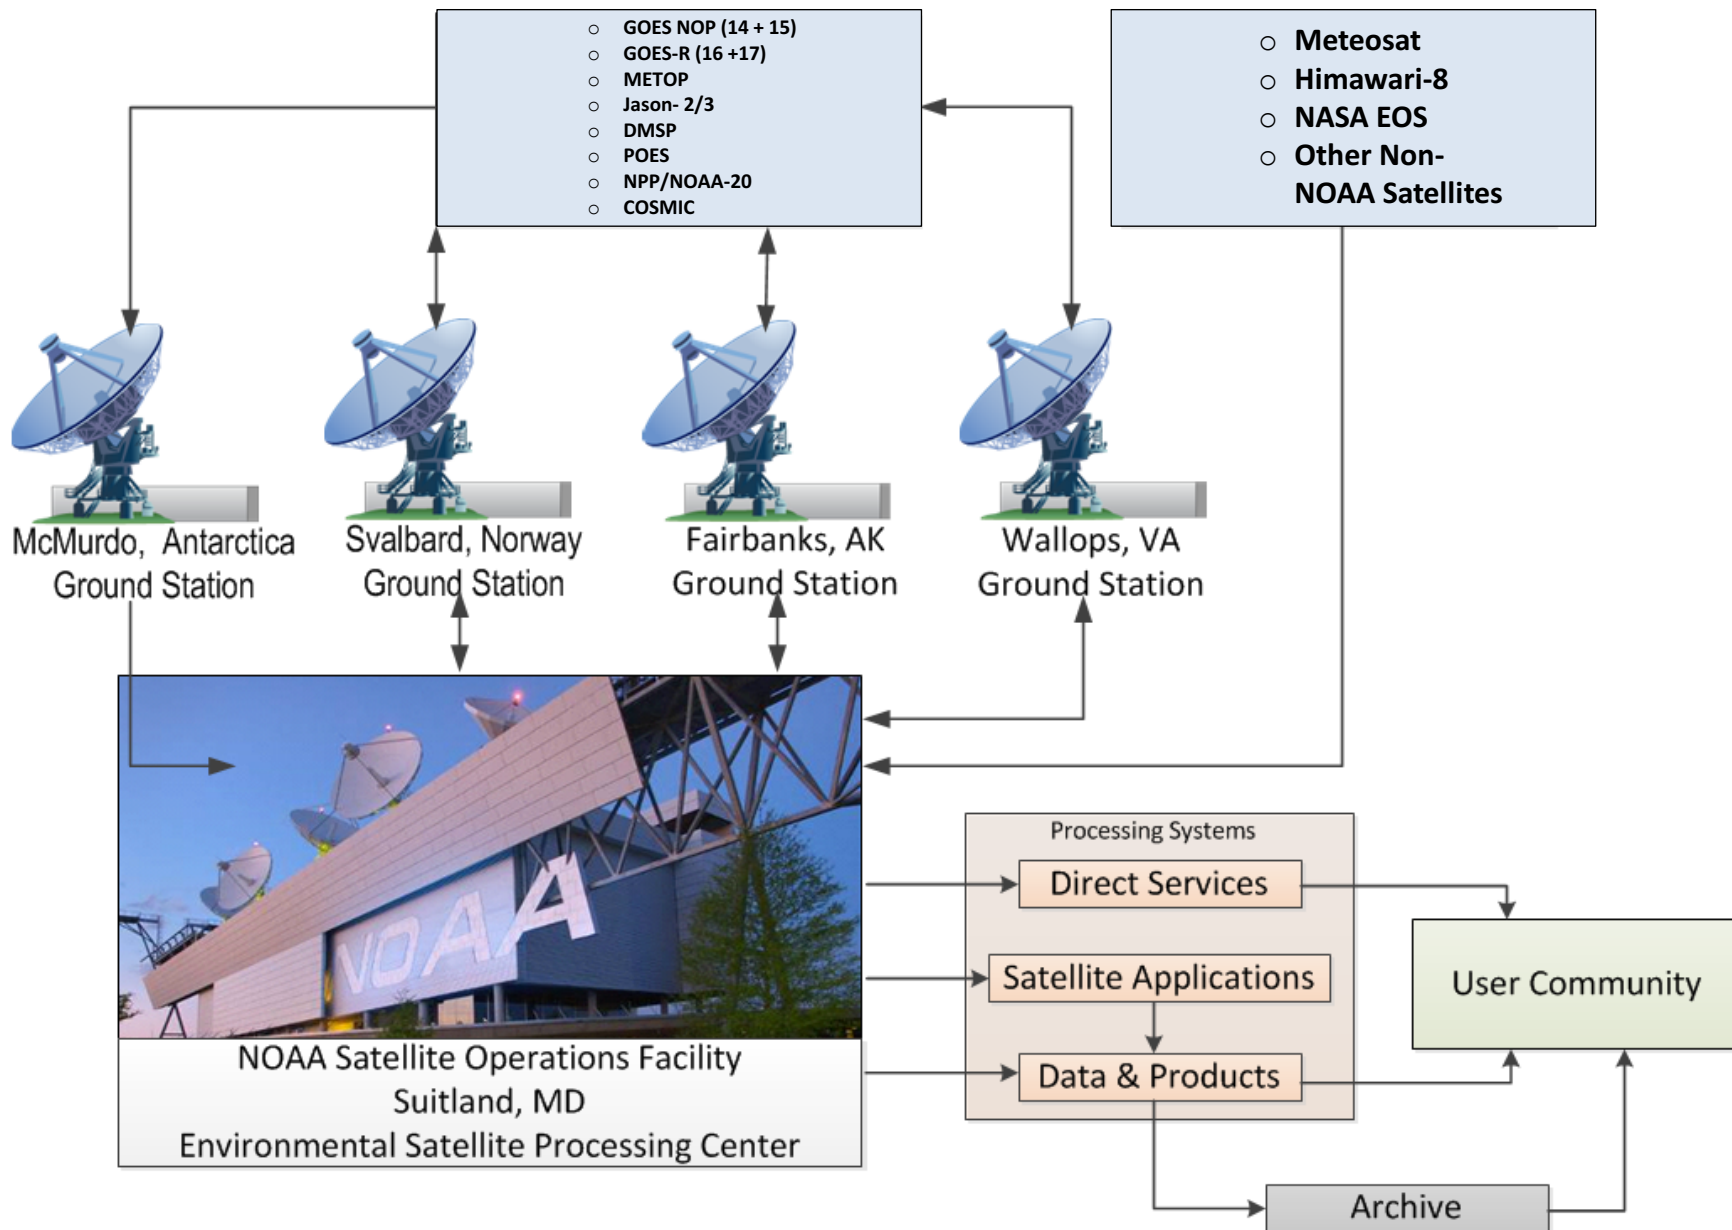 GOES NOP (14 + 15)
GOES-R (16 +17)
METOP
Jason- 2/3
DMSP
POES
NPP/NOAA-20
COSMIC
Meteosat
Himawari-8
NASA EOS
Other Non-
NOAA Satellites
McMurdo, Antarctica
Ground Station
Svalbard, Norway
Ground Station
Fairbanks, AK
Ground Station
Wallops, VA
Ground Station
NOAA
NOAA Satellite Operations Facility
Suitland, MD
Environmental Satellite Processing Center
Processing Systems
Direct Services
Satellite Applications
Data & Products
User Community
Archive